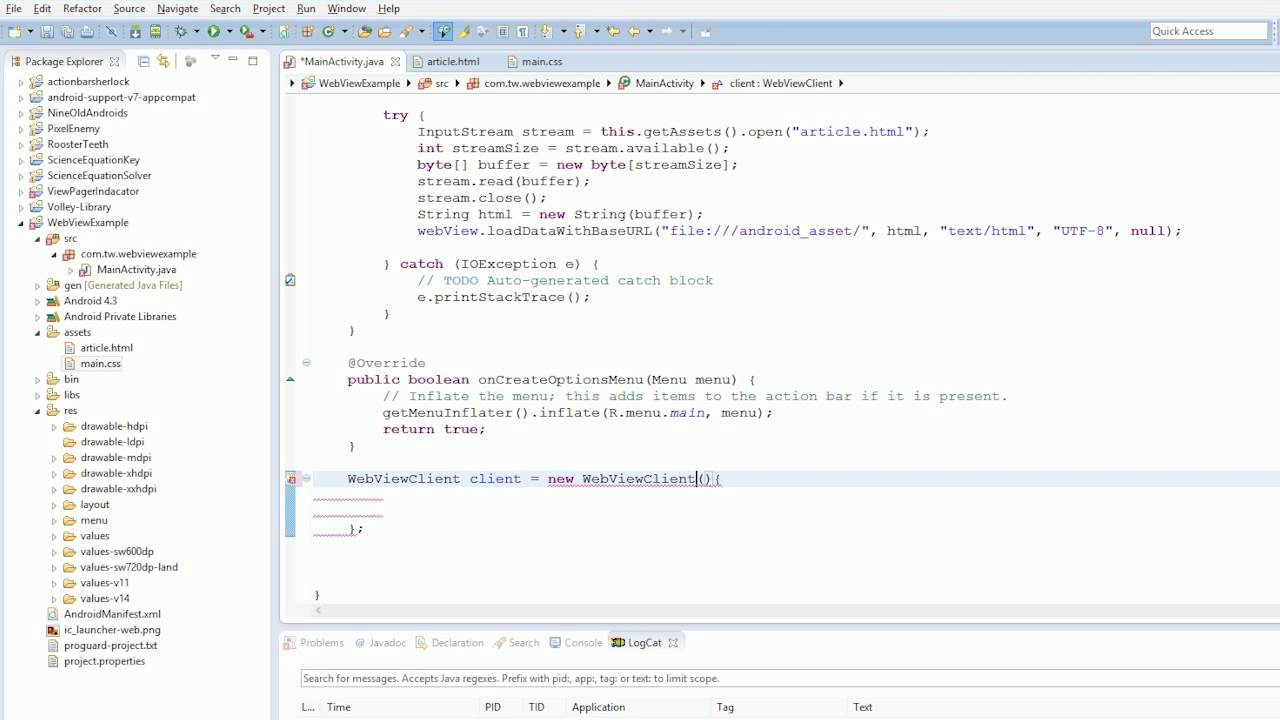 File Edit Refactor Source Navigate Search Project Run Window Help
Quick Access
Package Explorer
*MainActivity.java article.html main.css
WebViewExample src com.tw.webviewexample MainActivity client : WebViewClient
actionbarsherlock
android-support-v7-appcompat
NineOldAndroids
PixelEnemy
RoosterTeeth
ScienceEquationKey
ScienceEquationSolver
ViewPagerIndacator
Volley-Library
WebViewExample
src
com.tw.webviewexample
MainActivity.java
gen [Generated Java Files]
Android 4.3
Android Private Libraries
assets
article.html
main.css
bin
libs
res
drawable-hdpi
drawable-ldpi
drawable-mdpi
drawable-xhdpi
drawable-xxhdpi
layout
menu
values
values-sw600dp
values-sw720dp-land
values-v11
values-v14
AndroidManifest.xml
ic_launcher-web.png
proguard-project.txt
project.properties
try {
InputStream stream = this.getAssets().open("article.html");
int streamSize = stream.available();
byte[] buffer = new byte[streamSize];
stream.read(buffer);
stream.close();
String html = new String(buffer);
webView.loadDataWithBaseURL("file:///android_asset/", html, "text/html", "UTF-8", null);
} catch (IOException e) {
// TODO Auto-generated catch block
e.printStackTrace();
}
}
@Override
public boolean onCreateOptionsMenu(Menu menu) {
// Inflate the menu; this adds items to the action bar if it is present.
getMenuInflater().inflate(R.menu.main, menu);
return true;
}
WebViewClient client = new WebViewClient(){
};
}
Problems Javadoc Declaration Search Console LogCat
Search for messages. Accepts Java regexes. Prefix with pid:, app:, tag: or text: to limit scope.
L... Time PID TID Application Tag Text